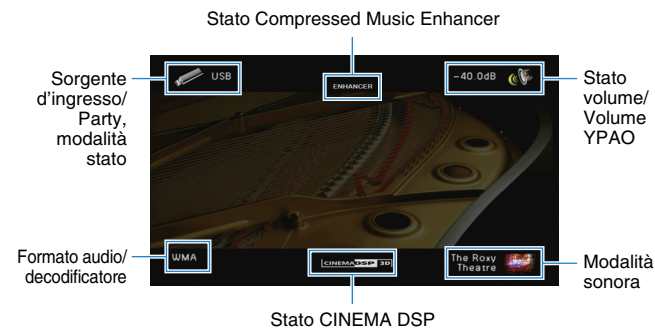 Stato Compressed Music Enhancer
Sorgente
d'ingresso/
Party,
modalità
stato
USB
ENHANCER
-40.0dB
Stato
volume/
Volume
YPAO
Formato audio/
decodificatore
WMA
CINEMA DSP 3D
The Roxy
Theatre
Modalità
sonora
Stato CINEMA DSP